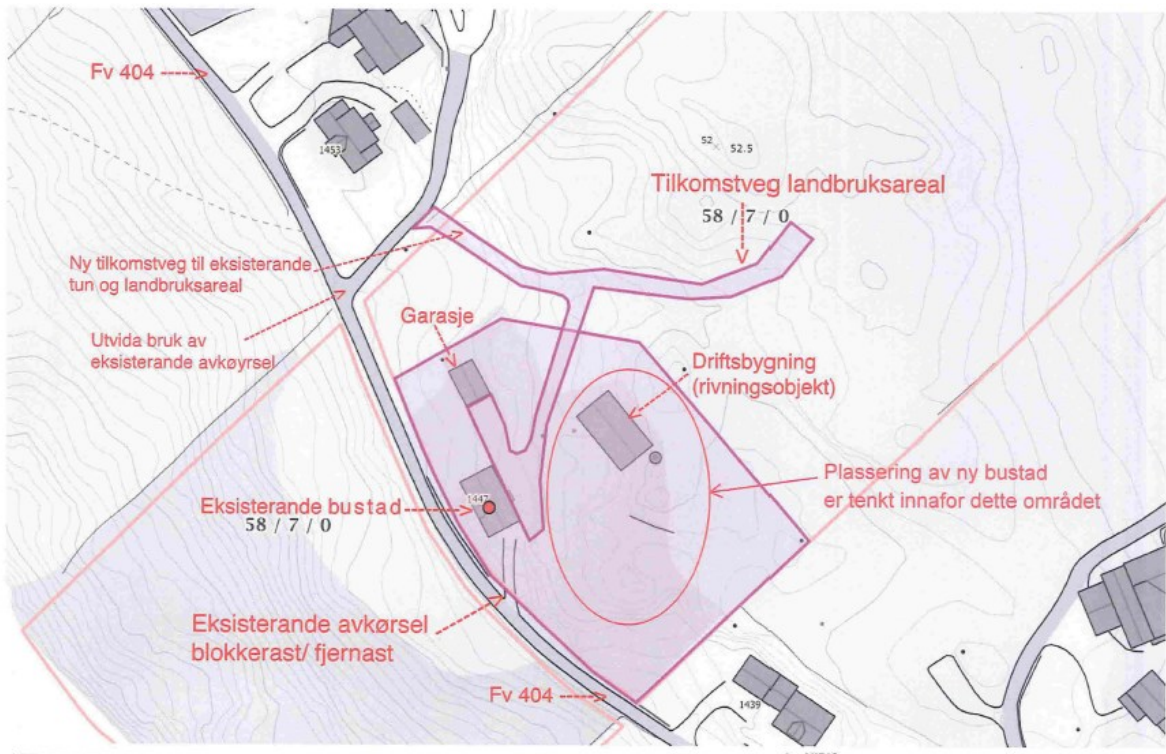 Fv 404
1453
52
52.5
Tilkomstveg landbruksareal
58 / 7 / 0
Ny tilkomstveg til eksisterande
tun og landbruksareal
Utvida bruk av
eksisterande avkøyrsel
Garasje
Driftsbygning
(rivningsobjekt)
Plassering av ny bustad
er tenkt innafor dette området
1447
Eksisterande bustad
58 / 7 / 0
Eksisterande avkørsel
blokkerast/ fjernast
Fv 404
1439